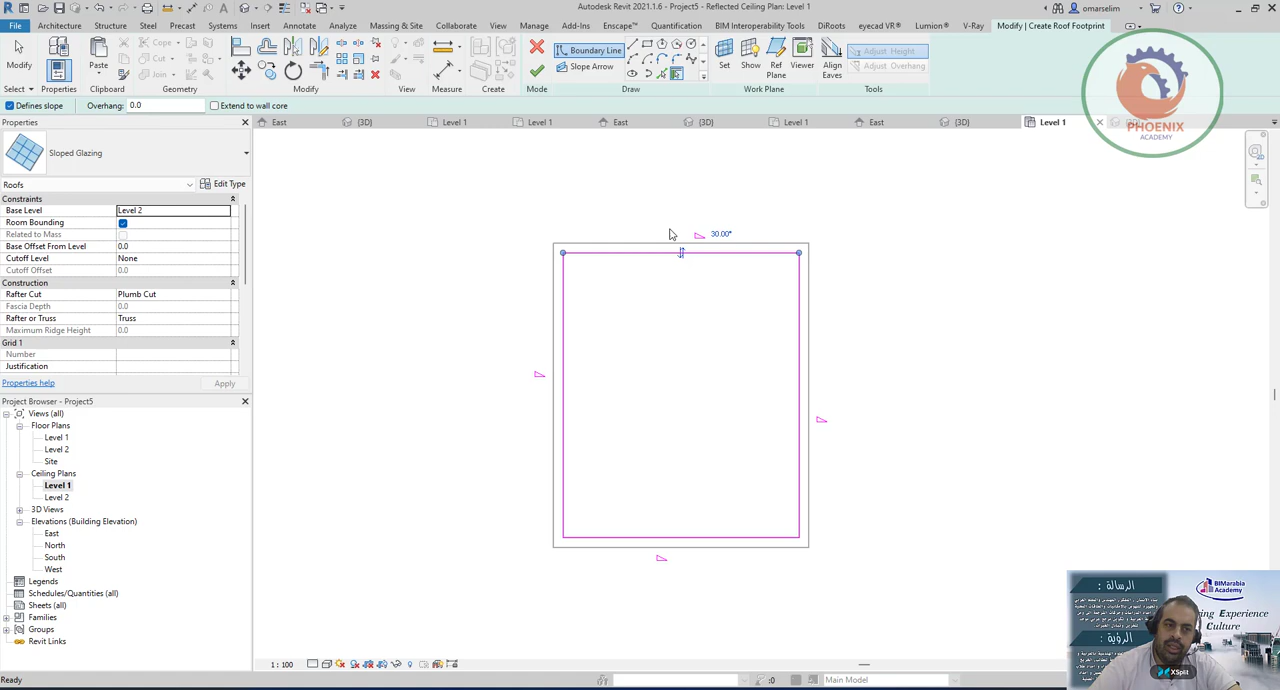 Autodesk Revit 2021.1.6 - Project5 - Reflected Ceiling Plan: Level 1
omarselim
File Architecture Structure Steel Precast Systems Insert Annotate Analyze Massing & Site Collaborate View Manage Add-Ins Enscape™ Quantification BIM Interoperability Tools DiRoots eyecad VR® Lumion® V-Ray Modify | Create Roof Footprint
Modify Paste Cope Cut Join Boundary Line Slope Arrow Set Show Ref Plane Viewer Align Eaves Adjust Height Adjust Overhang
Select Properties Clipboard Geometry Modify View Measure Create Mode Draw Work Plane Tools
Defines slope Overhang: 0.0 Extend to wall core
Properties
East {3D} Level 1 Level 1 East {3D} Level 1 East {3D} Level 1
PHOENIX
ACADEMY
Sloped Glazing
Roofs Edit Type
Constraints
Base Level Level 2
Room Bounding
Related to Mass
Base Offset From Level 0.0
Cutoff Level None
Cutoff Offset 0.0
Construction
Rafter Cut Plumb Cut
Fascia Depth 0.0
Rafter or Truss Truss
Maximum Ridge Height 0.0
Grid 1
Number
Justification
Properties help Apply
30.00°
Project Browser - Project5
Views (all)
Floor Plans
Level 1
Level 2
Site
Ceiling Plans
Level 1
Level 2
3D Views
Elevations (Building Elevation)
East
North
South
West
Legends
Schedules/Quantities (all)
Sheets (all)
Families
Groups
Revit Links
1 : 100
Ready
:0
Main Model
الرسالة :
الرؤية :
BIMarabia
Academy
Experience
Culture
XSplit